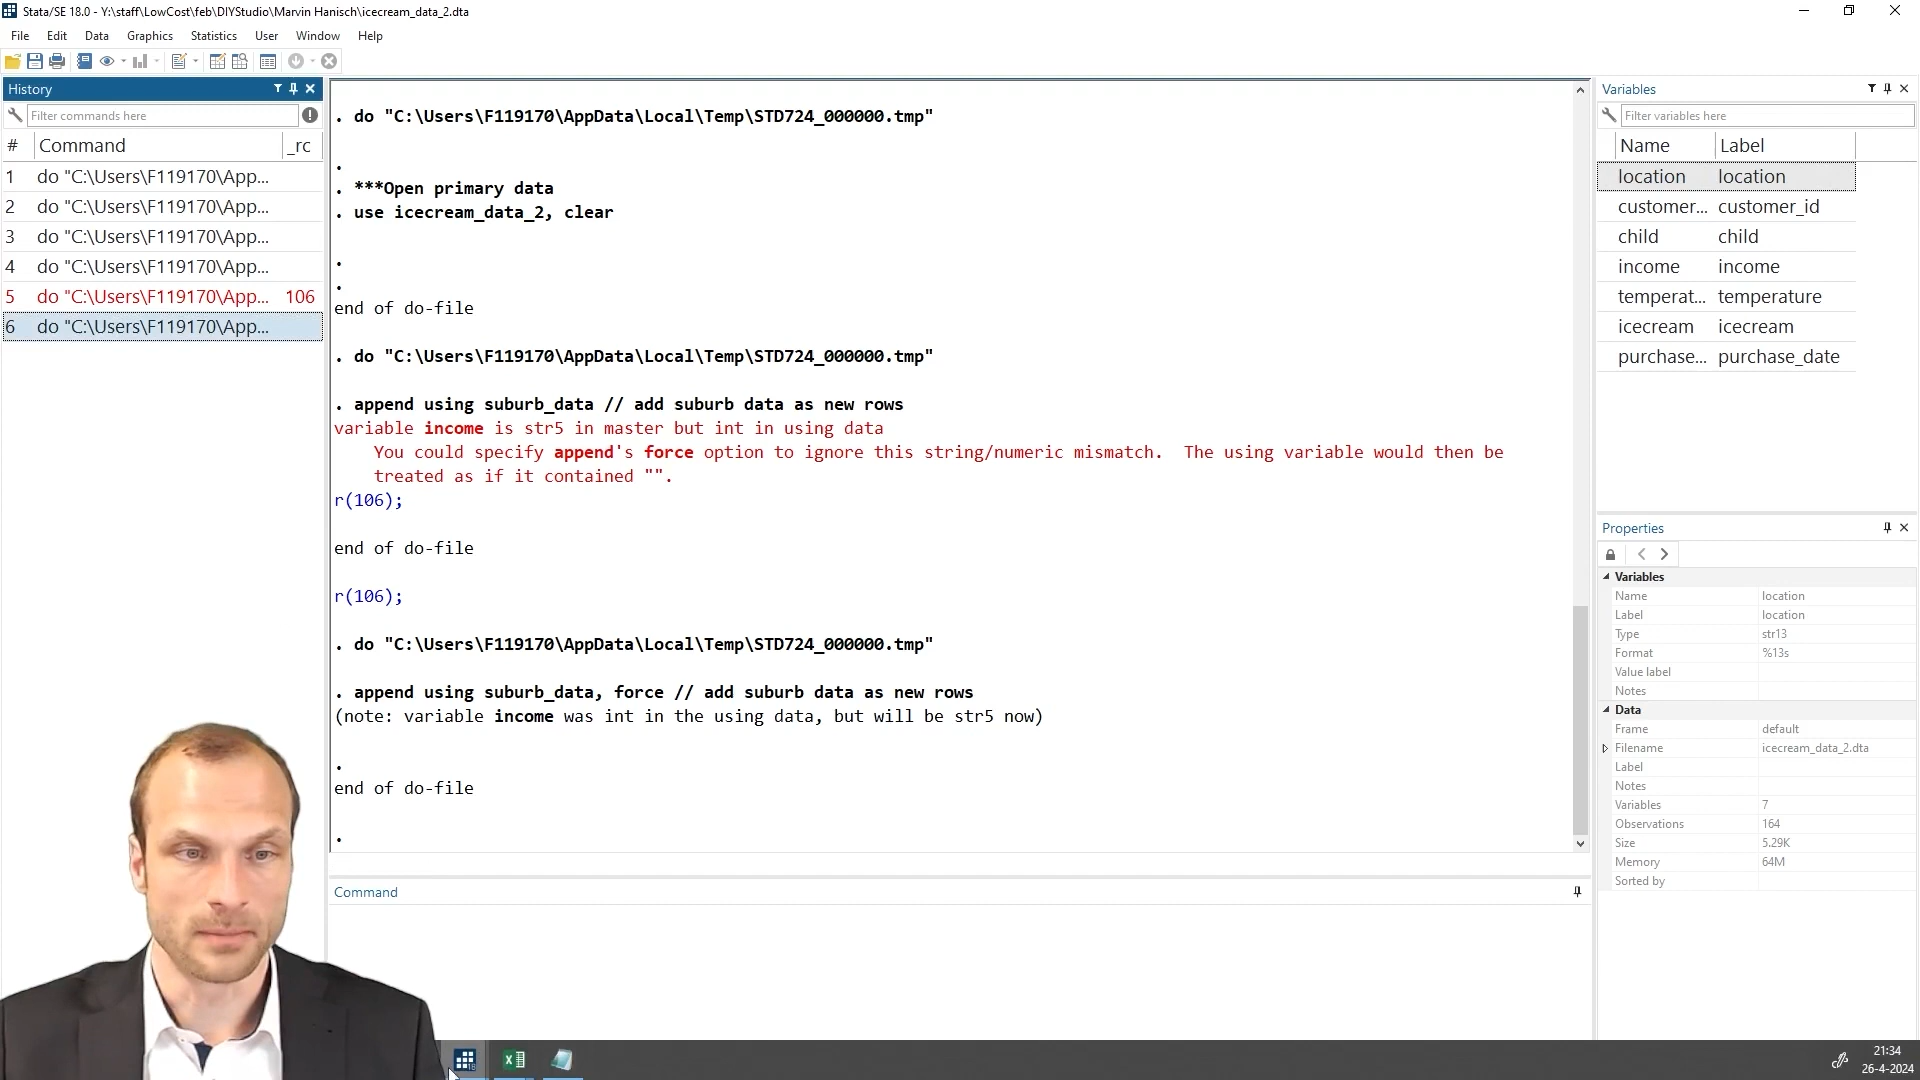 Stata/SE 18.0 - Y:\staff\LowCost\feb\DIYStudio\Marvin Hanisch\icecream_data_2.dta
File Edit Data Graphics Statistics User Window Help
History
Filter commands here
# Command _rc
1 do "C:\Users\F119170\App...
2 do "C:\Users\F119170\App...
3 do "C:\Users\F119170\App...
4 do "C:\Users\F119170\App...
5 do "C:\Users\F119170\App... 106
6 do "C:\Users\F119170\App...
. do "C:\Users\F119170\AppData\Local\Temp\STD724_000000.tmp"
.
. ***Open primary data
. use icecream_data_2, clear
.
.
end of do-file
. do "C:\Users\F119170\AppData\Local\Temp\STD724_000000.tmp"
. append using suburb_data // add suburb data as new rows
variable income is str5 in master but int in using data
You could specify append's force option to ignore this string/numeric mismatch.  The using variable would then be
treated as if it contained "".
r(106);
end of do-file
r(106);
. do "C:\Users\F119170\AppData\Local\Temp\STD724_000000.tmp"
. append using suburb_data, force // add suburb data as new rows
(note: variable income was int in the using data, but will be str5 now)
.
end of do-file
.
Command
Variables
Filter variables here
Name Label
location location
customer... customer_id
child child
income income
temperat... temperature
icecream icecream
purchase... purchase_date
Properties
Variables
Name location
Label location
Type str13
Format %13s
Value label
Notes
Data
Frame default
Filename icecream_data_2.dta
Label
Notes
Variables 7
Observations 164
Size 5.29K
Memory 64M
Sorted by
21:34
26-4-2024